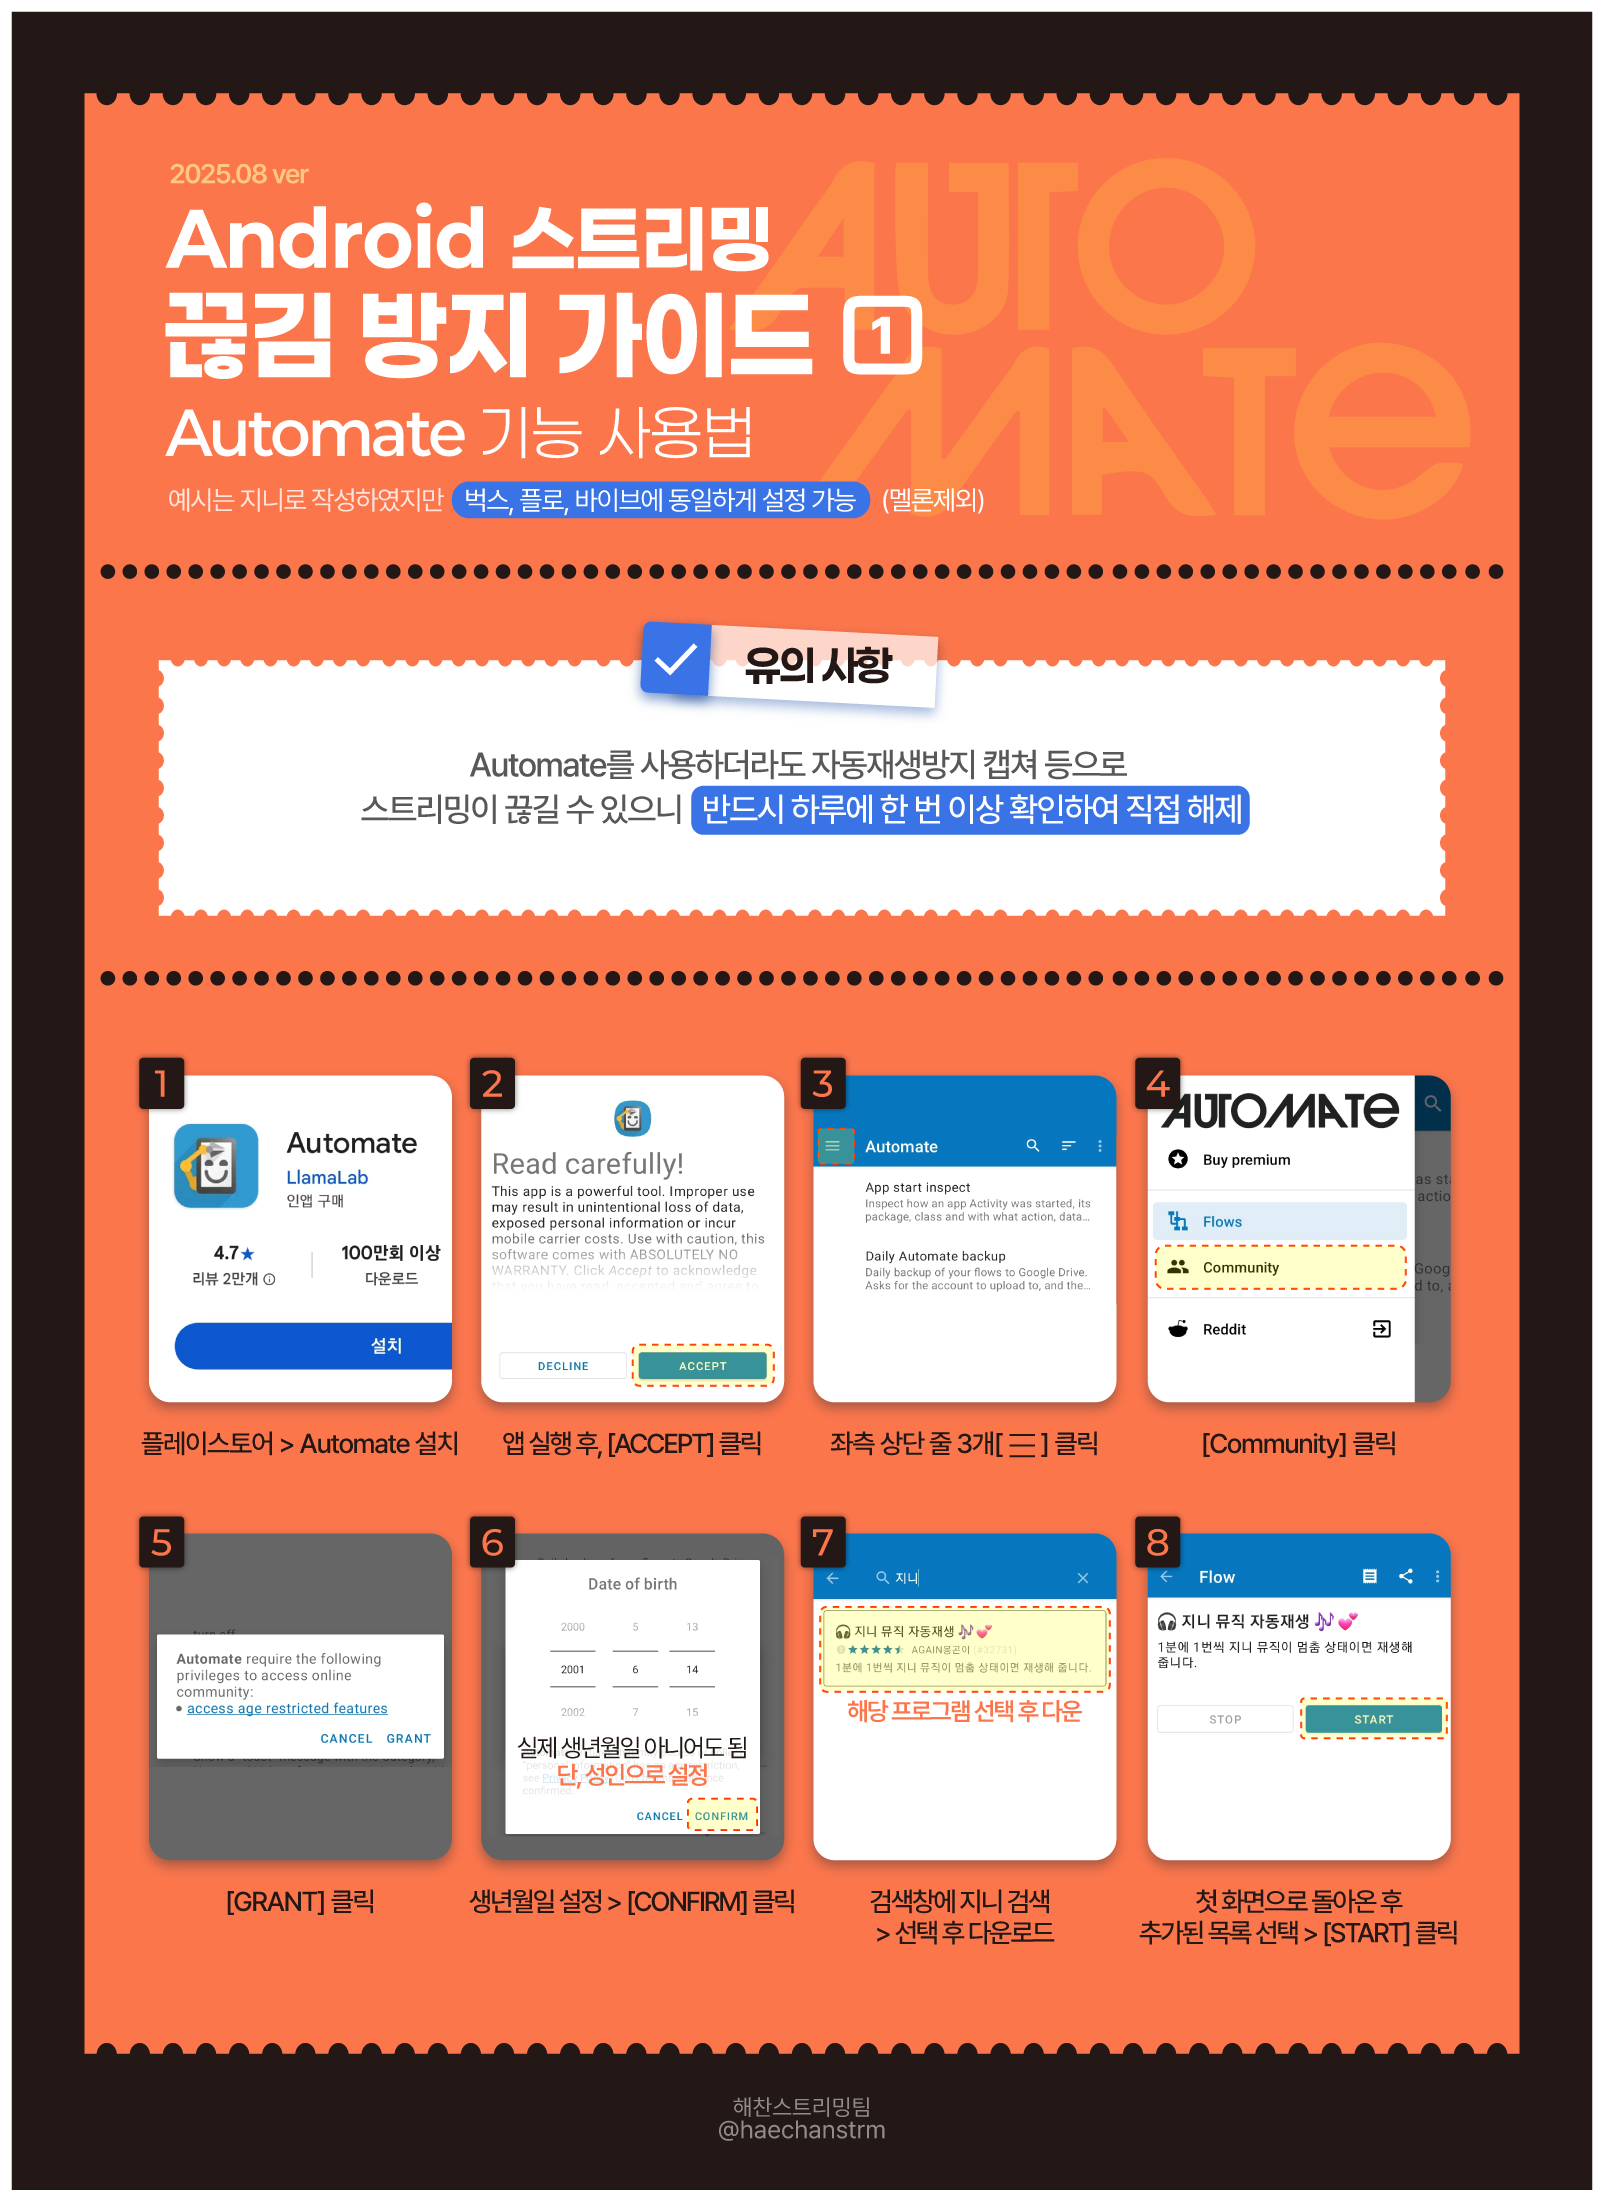 2025.08 ver
Android 스트리밍
끊김 방지 가이드 1
Automate 기능 사용법
예시는 지니로 작성하였지만 벅스, 플로, 바이브에 동일하게 설정 가능 (멜론제외)
AUTO
MATe
유의 사항
Automate를 사용하더라도 자동재생방지 캡쳐 등으로
스트리밍이 끊길 수 있으니 반드시 하루에 한 번 이상 확인하여 직접 해제
1
Automate
LlamaLab
인앱 구매
4.7★
리뷰 2만개
100만회 이상
다운로드
설치
플레이스토어 > Automate 설치
2
Read carefully!
This app is a powerful tool. Improper use
may result in unintentional loss of data,
exposed personal information or incur
mobile carrier costs. Use with caution, this
software comes with ABSOLUTELY NO
WARRANTY. Click Accept to acknowledge
that you have read, accepted and agree to
DECLINE
ACCEPT
앱 실행 후, [ACCEPT] 클릭
3
Automate
App start inspect
Inspect how an app Activity was started, its
package, class and with what action, data...
Daily Automate backup
Daily backup of your flows to Google Drive.
Asks for the account to upload to, and the...
좌측 상단 줄 3개[ 三 ] 클릭
4
AUTOMATe
Buy premium
Flows
Community
Reddit
as sta
actio
Goog
d to, a
[Community] 클릭
5
turn off
Automate require the following
privileges to access online
community:
• access age restricted features
CANCEL GRANT
[GRANT] 클릭
6
Date of birth
2000 5 13
2001 6 14
2002 7 15
실제 생년월일 아니어도 됨
단, 성인으로 설정
confirmed.
CANCEL CONFIRM
생년월일 설정 > [CONFIRM] 클릭
7
지니
🎧 지니 뮤직 자동재생 🎶 💕
AGAIN봉곤이 (#32731)
1분에 1번씩 지니 뮤직이 멈춤 상태이면 재생해 줍니다.
해당 프로그램 선택 후 다운
검색창에 지니 검색
> 선택 후 다운로드
8
Flow
🎧 지니 뮤직 자동재생 🎶 💕
1분에 1번씩 지니 뮤직이 멈춤 상태이면 재생해
줍니다.
STOP
START
첫 화면으로 돌아온 후
추가된 목록 선택 > [START] 클릭
해찬스트리밍팀
@haechanstrm